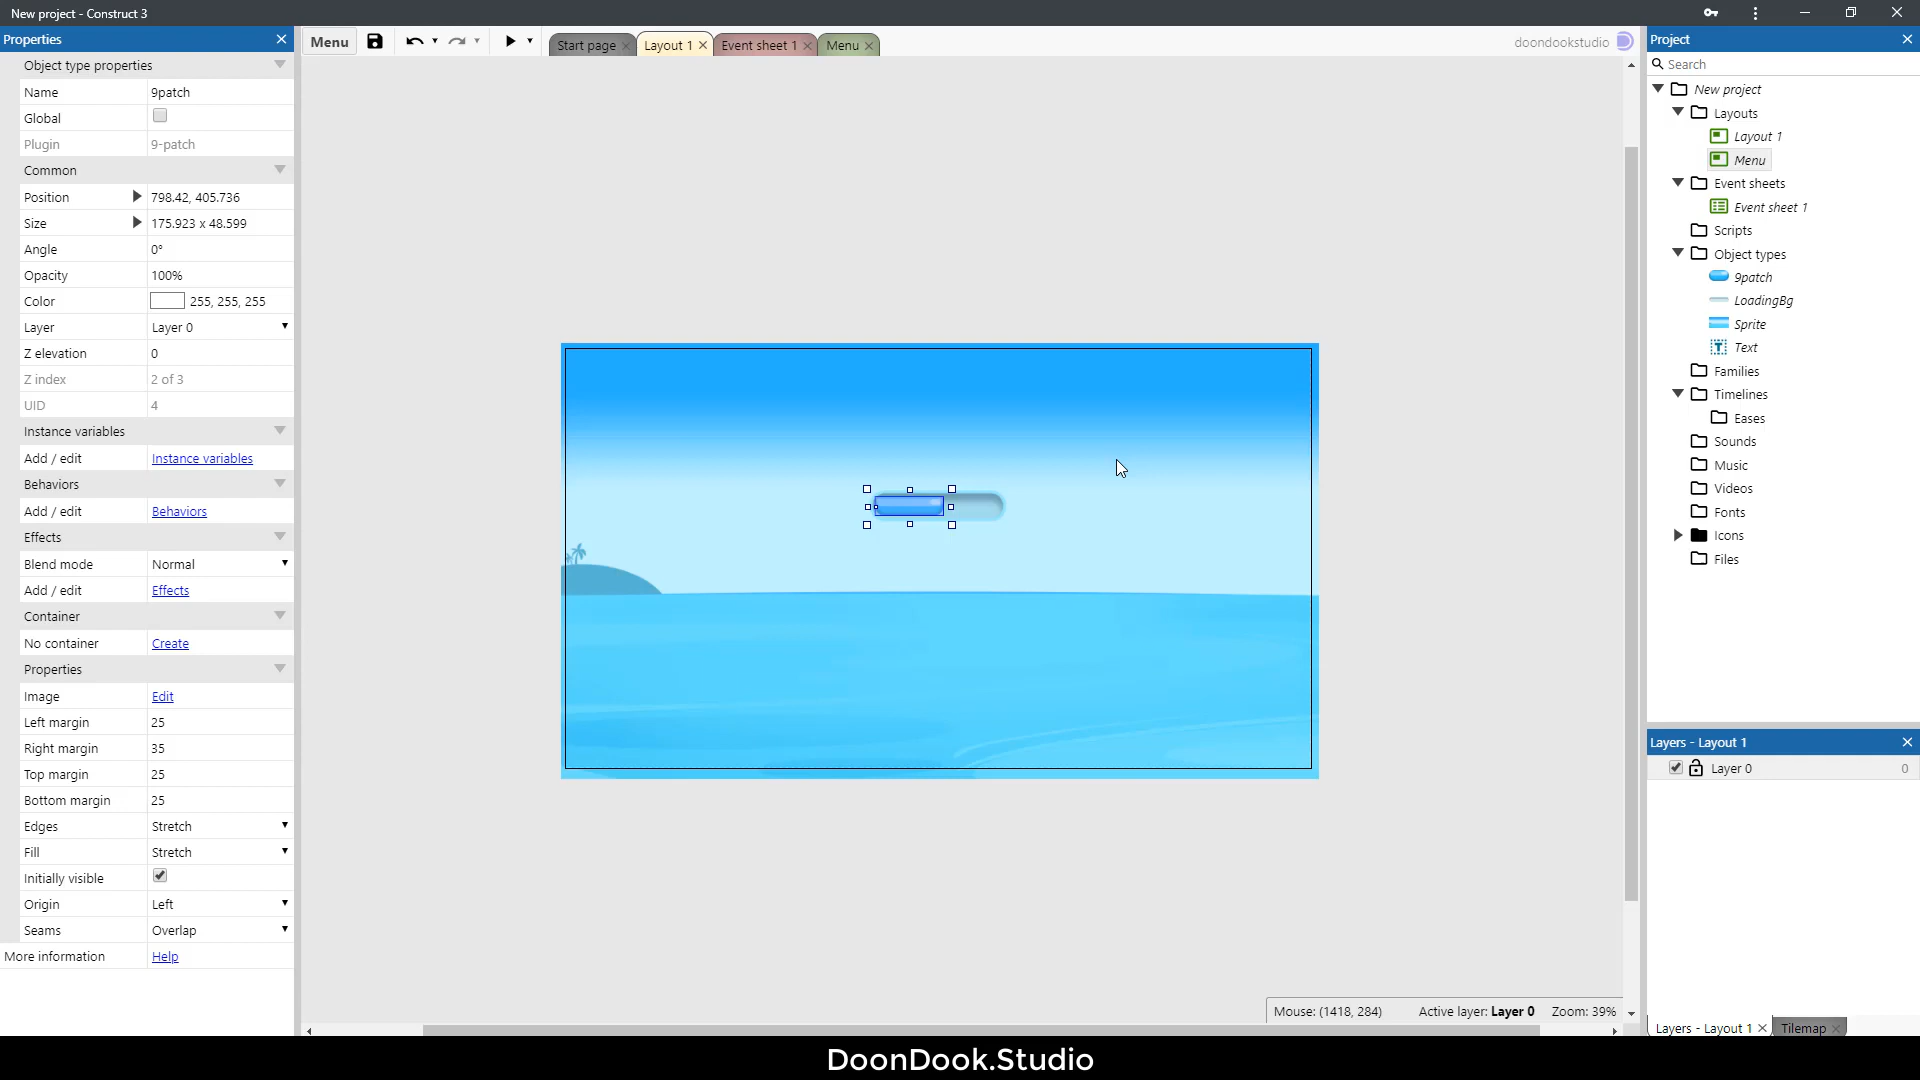 New project - Construct 3
Properties
Object type properties
Name 9patch
Global
Plugin 9-patch
Common
Position 798.42, 405.736
Size 175.923 x 48.599
Angle 0°
Opacity 100%
Color 255, 255, 255
Layer Layer 0
Z elevation 0
Z index 2 of 3
UID 4
Instance variables
Add / edit Instance variables
Behaviors
Add / edit Behaviors
Effects
Blend mode Normal
Add / edit Effects
Container
No container Create
Properties
Image Edit
Left margin 25
Right margin 35
Top margin 25
Bottom margin 25
Edges Stretch
Fill Stretch
Initially visible
Origin Left
Seams Overlap
More information Help
Menu
Start page
Layout 1
Event sheet 1
Menu
doondookstudio
Mouse: (1418, 284) Active layer: Layer 0 Zoom: 39%
Project
Search
New project
Layouts
Layout 1
Menu
Event sheets
Event sheet 1
Scripts
Object types
9patch
LoadingBg
Sprite
Text
Families
Timelines
Eases
Sounds
Music
Videos
Fonts
Icons
Files
Layers - Layout 1
Layer 0 0
Layers - Layout 1
Tilemap
DoonDook.Studio